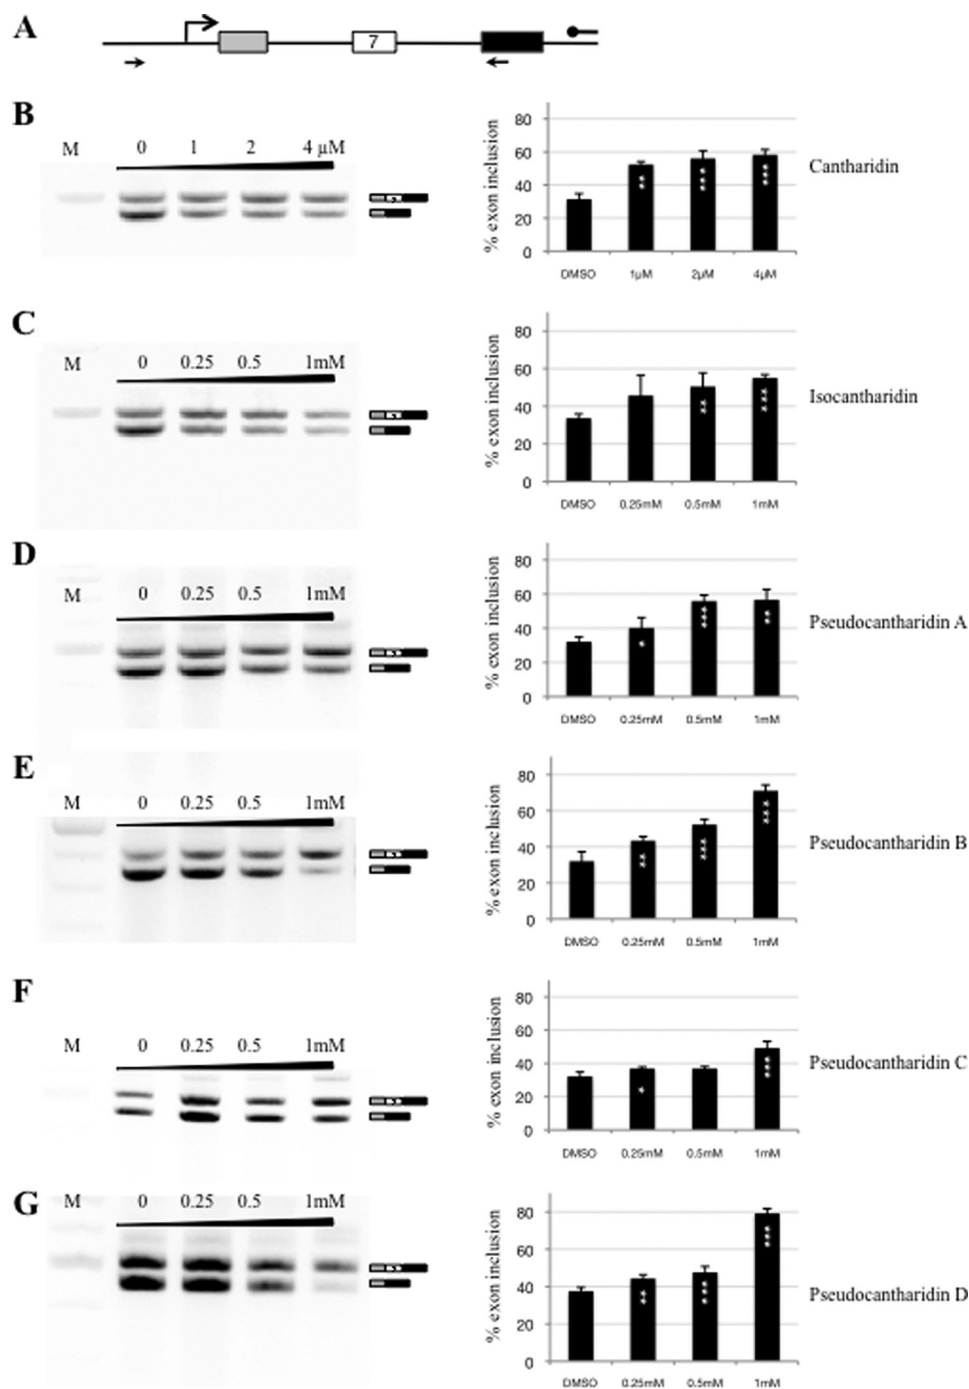 A
7
B
M 0 1 2 4 µM
% exon inclusion
80
60
40
20
0
DMSO 1µM 2µM 4µM
Cantharidin
C
M 0 0.25 0.5 1mM
% exon inclusion
80
60
40
20
0
DMSO 0.25mM 0.5mM 1mM
Isocantharidin
D
M 0 0.25 0.5 1mM
% exon inclusion
80
60
40
20
0
DMSO 0.25mM 0.5mM 1mM
Pseudocantharidin A
E
M 0 0.25 0.5 1mM
% exon inclusion
80
60
40
20
0
DMSO 0.25mM 0.5mM 1mM
Pseudocantharidin B
F
M 0 0.25 0.5 1mM
% exon inclusion
80
60
40
20
0
DMSO 0.25mM 0.5mM 1mM
Pseudocantharidin C
G
M 0 0.25 0.5 1mM
% exon inclusion
80
60
40
20
0
DMSO 0.25mM 0.5mM 1mM
Pseudocantharidin D